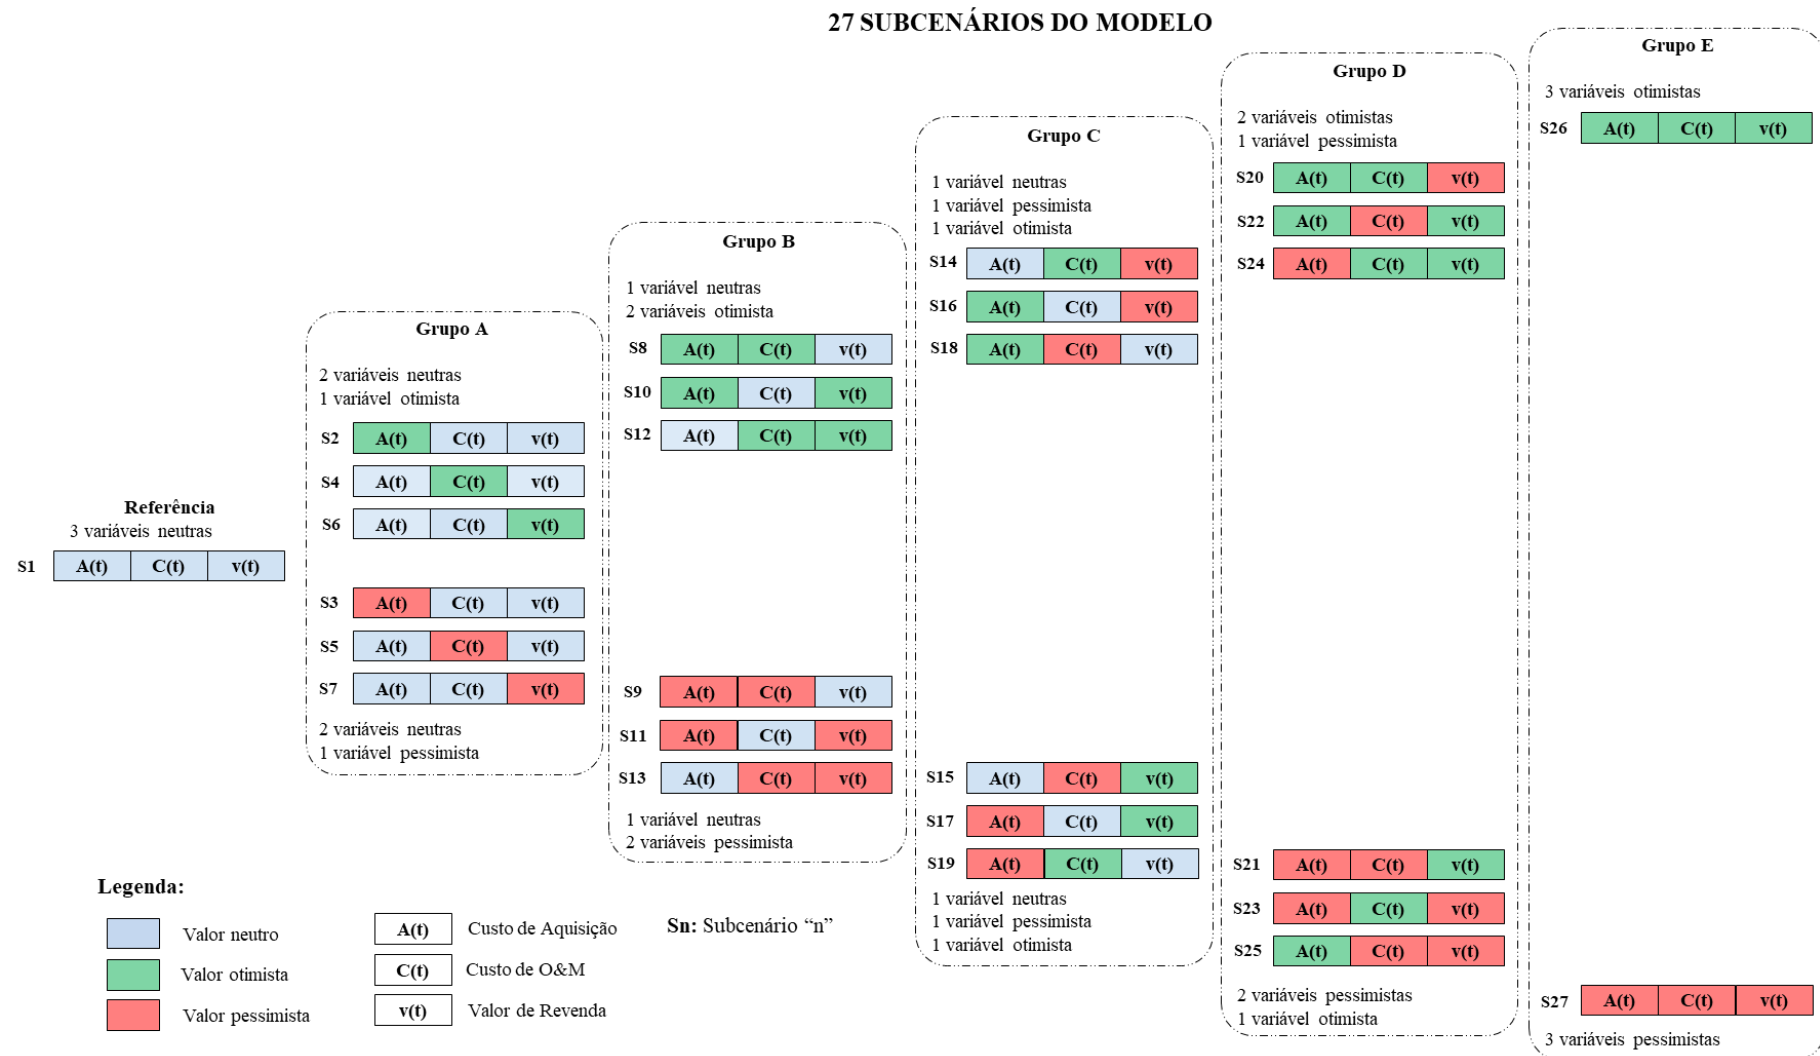 27 SUBCENÁRIOS DO MODELO
Referência
3 variáveis neutras
S1 A(t) C(t) v(t)
Grupo A
2 variáveis neutras
1 variável otimista
S2 A(t) C(t) v(t)
S4 A(t) C(t) v(t)
S6 A(t) C(t) v(t)
S3 A(t) C(t) v(t)
S5 A(t) C(t) v(t)
S7 A(t) C(t) v(t)
2 variáveis neutras
1 variável pessimista
Grupo B
1 variável neutras
2 variáveis otimista
S8 A(t) C(t) v(t)
S10 A(t) C(t) v(t)
S12 A(t) C(t) v(t)
S9 A(t) C(t) v(t)
S11 A(t) C(t) v(t)
S13 A(t) C(t) v(t)
1 variável neutras
2 variáveis pessimista
Grupo C
1 variável neutras
1 variável pessimista
1 variável otimista
S14 A(t) C(t) v(t)
S16 A(t) C(t) v(t)
S18 A(t) C(t) v(t)
S15 A(t) C(t) v(t)
S17 A(t) C(t) v(t)
S19 A(t) C(t) v(t)
1 variável neutras
1 variável pessimista
1 variável otimista
Grupo D
2 variáveis otimistas
1 variável pessimista
S20 A(t) C(t) v(t)
S22 A(t) C(t) v(t)
S24 A(t) C(t) v(t)
S21 A(t) C(t) v(t)
S23 A(t) C(t) v(t)
S25 A(t) C(t) v(t)
2 variáveis pessimistas
1 variável otimista
Grupo E
3 variáveis otimistas
S26 A(t) C(t) v(t)
S27 A(t) C(t) v(t)
3 variáveis pessimistas
Legenda:
Valor neutro
Valor otimista
Valor pessimista
A(t) Custo de Aquisição
C(t) Custo de O&M
v(t) Valor de Revenda
Sn: Subcenário “n”